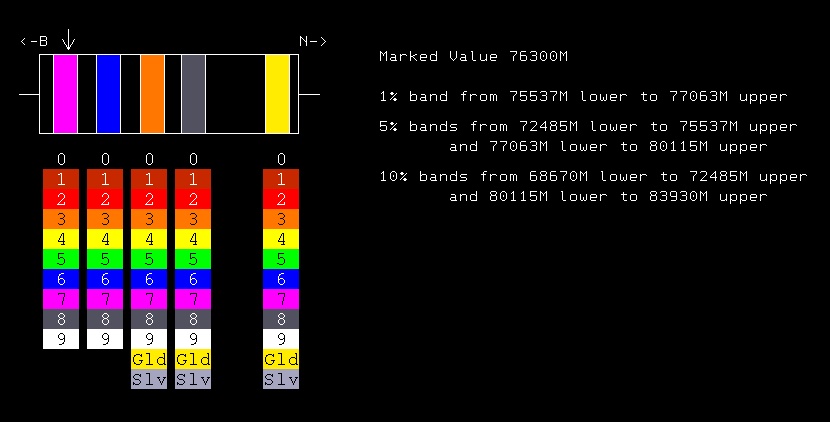 <-B N->
Marked Value 76300M
1% band from 75537M lower to 77063M upper
5% bands from 72485M lower to 75537M
and 77063M lower to 80115M upper
10% bands from 68670M lower to 72485M upper
and 80115M lower to 83930M upper
0 0 0 0 0
1 1 1 1 1
2 2 2 2 2
3 3 3 3 3
4 4 4 4 4
5 5 5 5 5
6 6 6 6 6
7 7 7 7 7
8 8 8 8 8
9 9 9 9 9
Gld Gld Gld
Slv Slv Slv